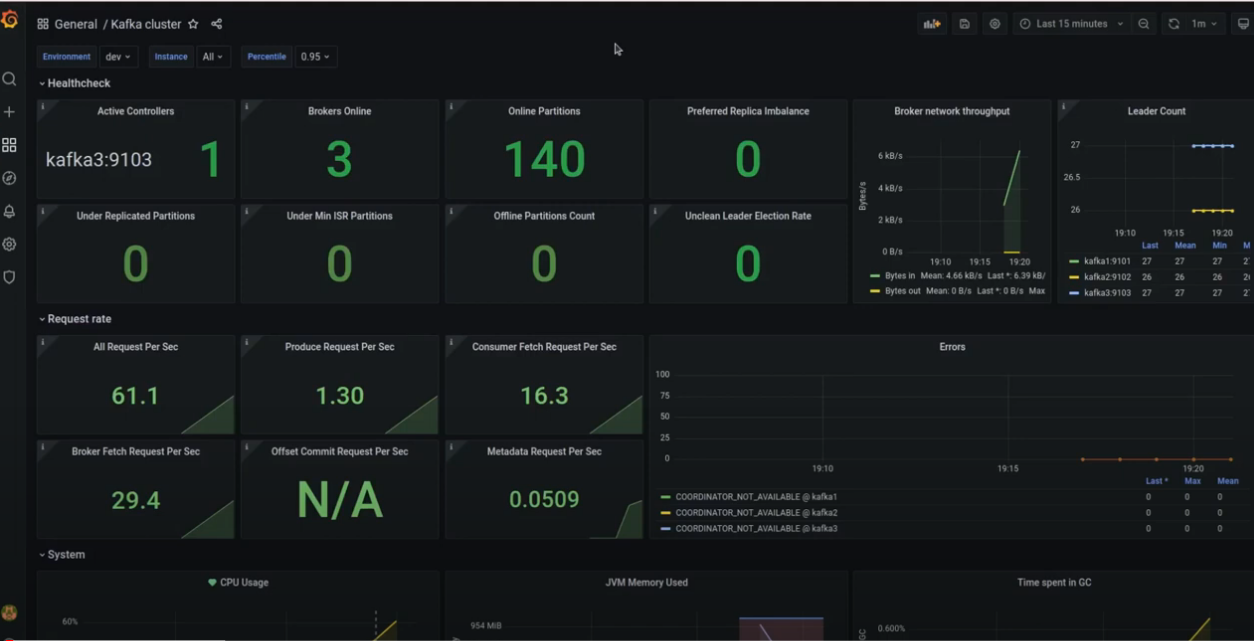 General / Kafka cluster
Last 15 minutes
1m
Environment dev Instance All Percentile 0.95
Healthcheck
Active Controllers
kafka3:9103 1
Brokers Online
3
Online Partitions
140
Preferred Replica Imbalance
0
Broker network throughput
Bytes/s
6 kB/s
4 kB/s
2 kB/s
0 B/s
19:10 19:15 19:20
Bytes in Mean: 4.66 kB/s Last *: 6.39 kB/
Bytes out Mean: 0 B/s Last *: 0 B/s Max
Leader Count
27
26.5
26
19:10 19:15 19:20
Last Mean Min M
kafka1:9101 27 27 27 2
kafka2:9102 26 26 26 2
kafka3:9103 27 27 27 2
Under Replicated Partitions
0
Under Min ISR Partitions
0
Offline Partitions Count
0
Unclean Leader Election Rate
0
Request rate
All Request Per Sec
61.1
Produce Request Per Sec
1.30
Consumer Fetch Request Per Sec
16.3
Errors
100
75
50
25
0
19:10 19:15 19:20
Last * Max Mean
COORDINATOR_NOT_AVAILABLE @ kafka1 0 0 0
COORDINATOR_NOT_AVAILABLE @ kafka2 0 0 0
COORDINATOR_NOT_AVAILABLE @ kafka3 0 0 0
Broker Fetch Request Per Sec
29.4
Offset Commit Request Per Sec
N/A
Metadata Request Per Sec
0.0509
System
CPU Usage
60%
JVM Memory Used
954 MiB
Time spent in GC
0.600%
GC